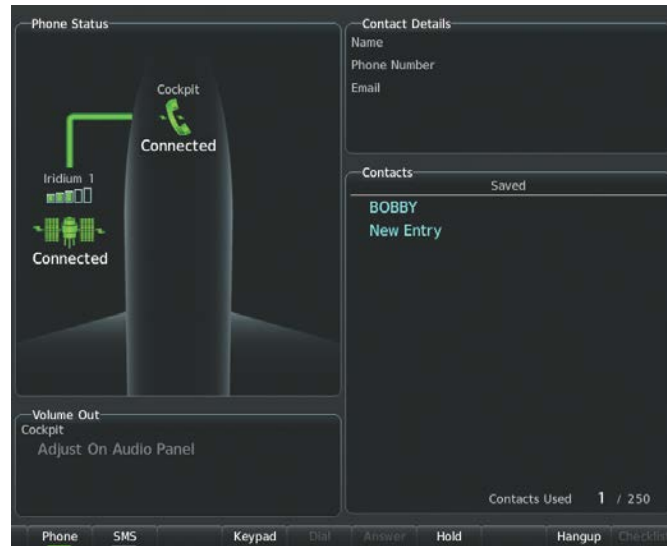 Phone Status
Cockpit
Connected
Iridium 1
Connected
Volume Out
Cockpit
Adjust On Audio Panel
Contact Details
Name
Phone Number
Email
Contacts
Saved
BOBBY
New Entry
Contacts Used 1 / 250
Phone SMS Keypad Dial Answer Hold Hangup Checklist